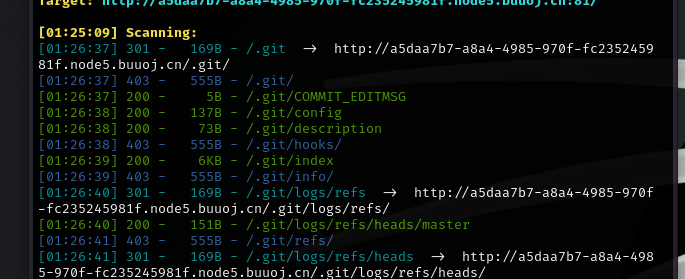 Target: http://a5daa7b7-a8a4-4985-970f-fc235245981f.node5.buuoj.cn:81/
[01:25:09] Scanning:
[01:26:37] 301 - 169B - /.git -> http://a5daa7b7-a8a4-4985-970f-fc2352459
81f.node5.buuoj.cn/.git/
[01:26:37] 403 - 555B - /.git/
[01:26:37] 200 - 5B - /.git/COMMIT_EDITMSG
[01:26:38] 200 - 137B - /.git/config
[01:26:38] 200 - 73B - /.git/description
[01:26:38] 403 - 555B - /.git/hooks/
[01:26:39] 200 - 6KB - /.git/index
[01:26:39] 403 - 555B - /.git/info/
[01:26:40] 301 - 169B - /.git/logs/refs -> http://a5daa7b7-a8a4-4985-970f
-fc235245981f.node5.buuoj.cn/.git/logs/refs/
[01:26:40] 200 - 151B - /.git/logs/refs/heads/master
[01:26:41] 403 - 555B - /.git/refs/
[01:26:41] 301 - 169B - /.git/logs/refs/heads -> http://a5daa7b7-a8a4-498
5-970f-fc235245981f.node5.buuoj.cn/.git/logs/refs/heads/